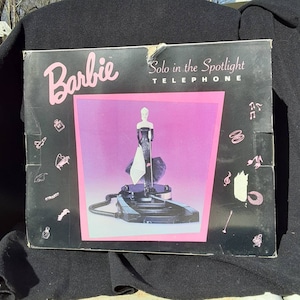 Barbie
Solo in the Spotlight
TELEPHONE